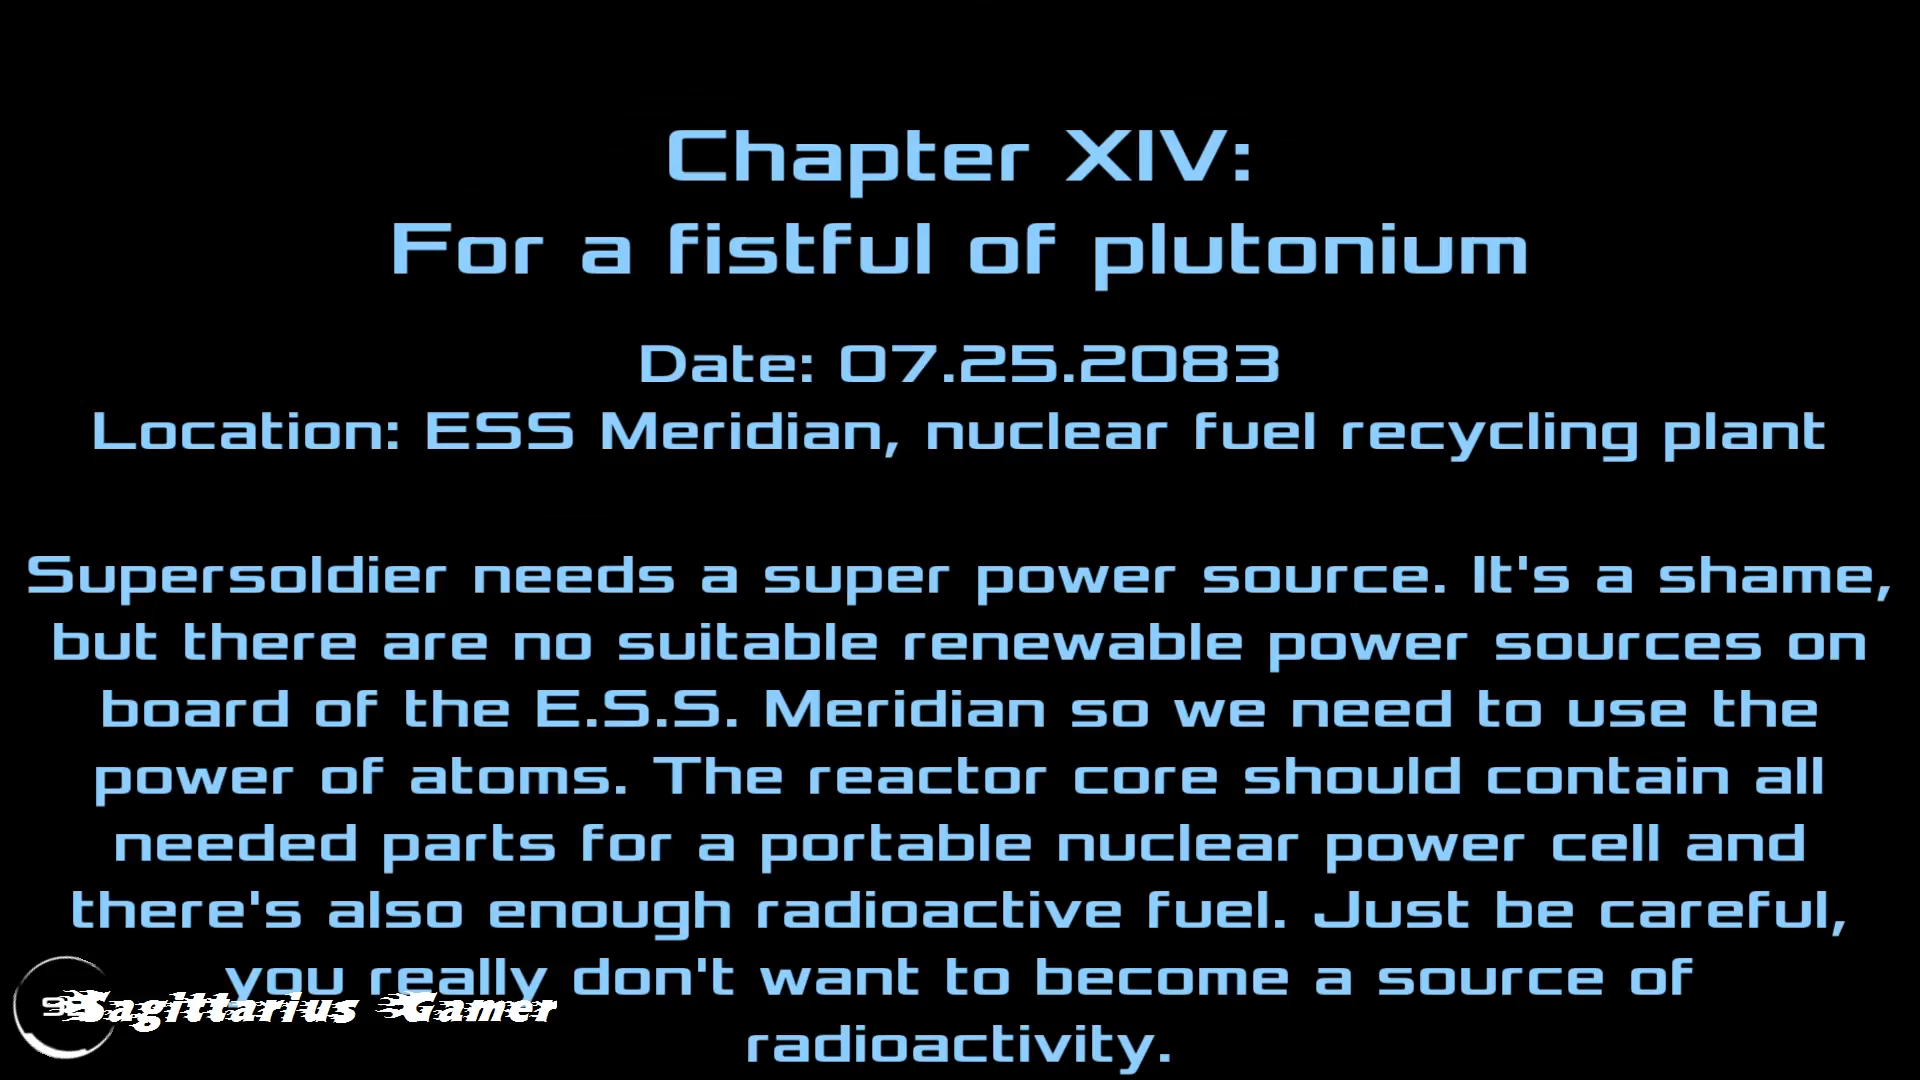 Chapter XIV:
For a fistful of plutonium
Date: 07.25.2083
Location: ESS Meridian, nuclear fuel recycling plant
Supersoldier needs a super power source. It's a shame,
but there are no suitable renewable power sources on
board of the E.S.S. Meridian so we need to use the
power of atoms. The reactor core should contain all
needed parts for a portable nuclear power cell and
there's also enough radioactive fuel. Just be careful,
you really don't want to become a source of
Sagittarius Gamer
radioactivity.